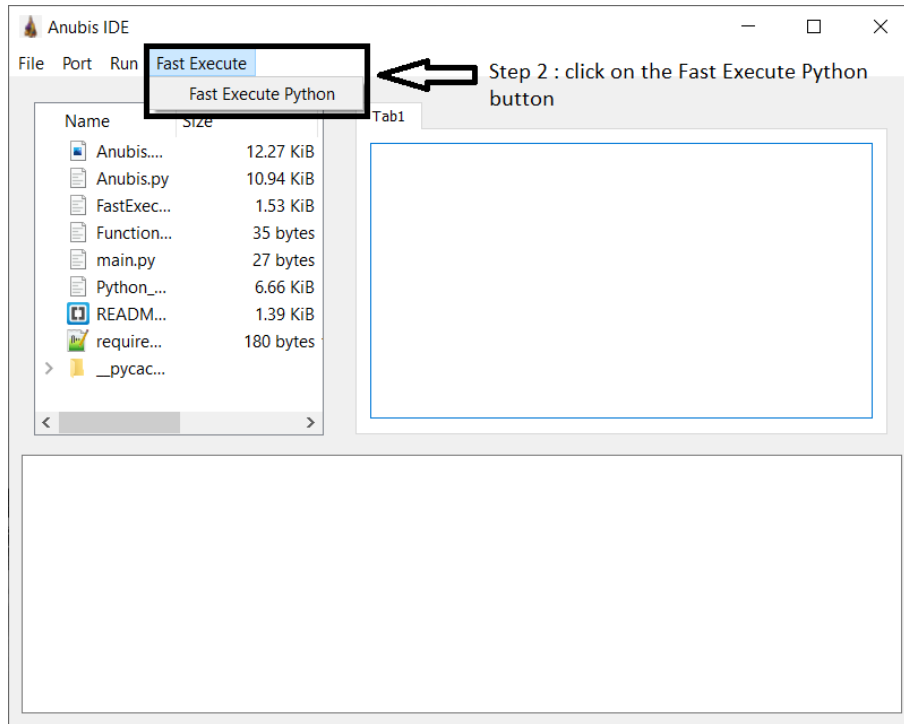 Anubis IDE
File Port Run Fast Execute
Fast Execute Python
Step 2 : click on the Fast Execute Python
button
Name Size
Anubis.... 12.27 KiB
Anubis.py 10.94 KiB
FastExec... 1.53 KiB
Function... 35 bytes
main.py 27 bytes
Python_... 6.66 KiB
READM... 1.39 KiB
require... 180 bytes
__pycac...
Tab1